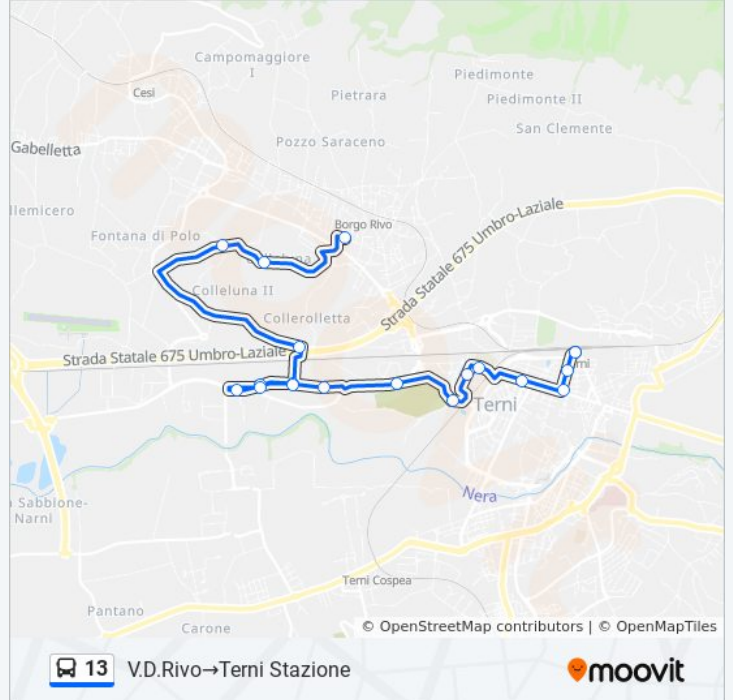 Campomaggiore
I
Piedimonte
Cesi
Pietrara
Piedimonte II
San Clemente
Pozzo Saraceno
Gabelletta
Strada Statale 675 Umbro-Laziale
llemicero
Borgo Rivo
Fontana di Polo
Colleluna II
Collerolletta
Strada Statale 675 Umbro-Laziale
Terni
Nera
Sabbione-
Narni
Terni Cospea
Pantano
Carone
© OpenStreetMap contributors | © OpenMapTiles
13 V.D.Rivo→Terni Stazione
moovit